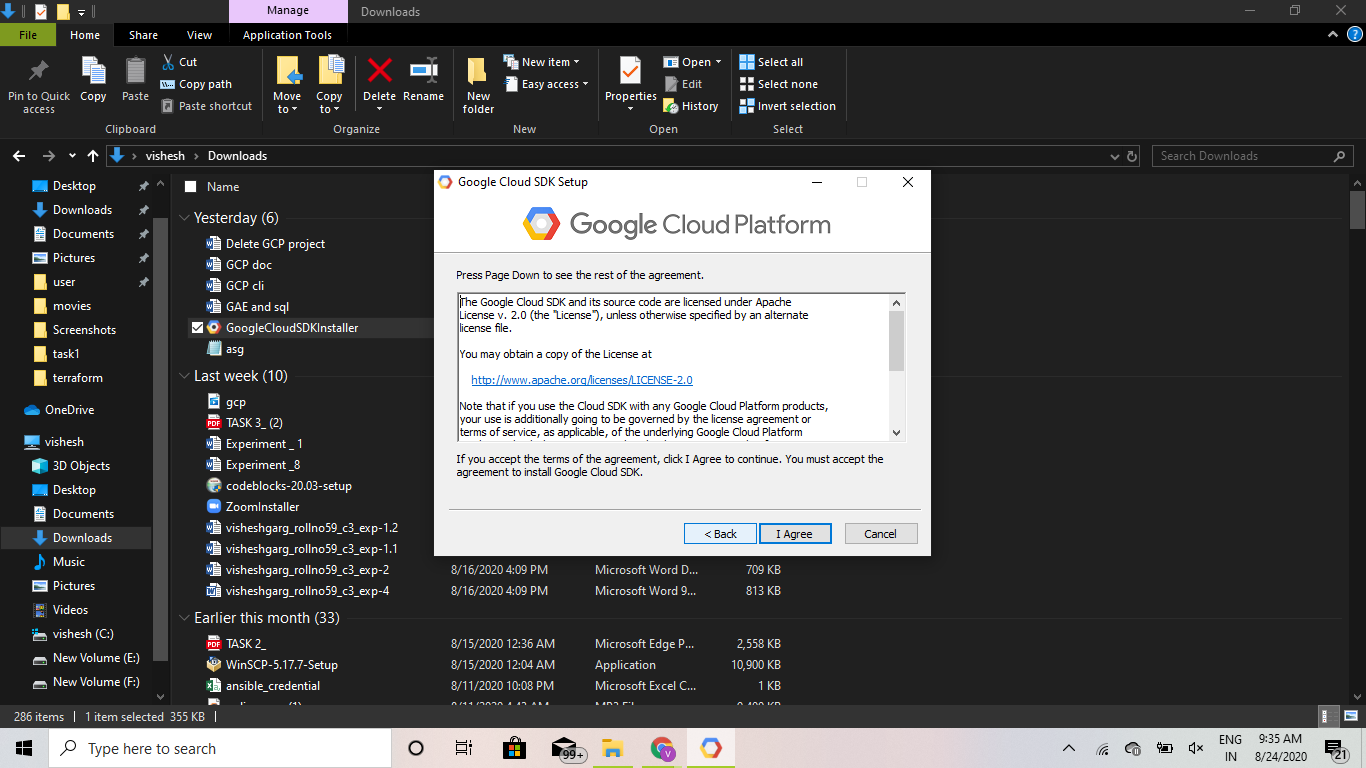 Manage
Downloads
File
Home
Share
View
Application Tools
Pin to Quick
access
Copy
Paste
Cut
Copy path
Paste shortcut
Clipboard
Move
to
Copy
to
Delete
Rename
Organize
New
folder
New item
Easy access
New
Properties
Open
Edit
History
Open
Select all
Select none
Invert selection
Select
vishesh > Downloads
Search Downloads
Desktop
Downloads
Documents
Pictures
user
movies
Screenshots
task1
terraform
OneDrive
vishesh
3D Objects
Desktop
Documents
Downloads
Music
Pictures
Videos
vishesh (C:)
New Volume (E:)
New Volume (F:)
Name
Yesterday (6)
Delete GCP project
GCP doc
GCP cli
GAE and sql
GoogleCloudSDKInstaller
asg
Last week (10)
gcp
TASK 3_ (2)
Experiment _ 1
Experiment _8
codeblocks-20.03-setup
ZoomInstaller
visheshgarg_rollno59_c3_exp-1.2
visheshgarg_rollno59_c3_exp-1.1
visheshgarg_rollno59_c3_exp-2 8/16/2020 4:09 PM Microsoft Word D... 709 KB
visheshgarg_rollno59_c3_exp-4 8/16/2020 4:09 PM Microsoft Word 9... 813 KB
Earlier this month (33)
TASK 2_ 8/15/2020 12:36 AM Microsoft Edge P... 2,558 KB
WinSCP-5.17.7-Setup 8/15/2020 12:04 AM Application 10,900 KB
ansible_credential 8/11/2020 10:08 PM Microsoft Excel C... 1 KB
Google Cloud SDK Setup
Google Cloud Platform
Press Page Down to see the rest of the agreement.
The Google Cloud SDK and its source code are licensed under Apache
License v. 2.0 (the "License"), unless otherwise specified by an alternate
license file.
You may obtain a copy of the License at
http://www.apache.org/licenses/LICENSE-2.0
Note that if you use the Cloud SDK with any Google Cloud Platform products,
your use is additionally going to be governed by the license agreement or
terms of service, as applicable, of the underlying Google Cloud Platform
If you accept the terms of the agreement, click I Agree to continue. You must accept the
agreement to install Google Cloud SDK.
< Back
I Agree
Cancel
286 items
1 item selected 355 KB
Type here to search
99+
V
ENG
IN
9:35 AM
8/24/2020
21